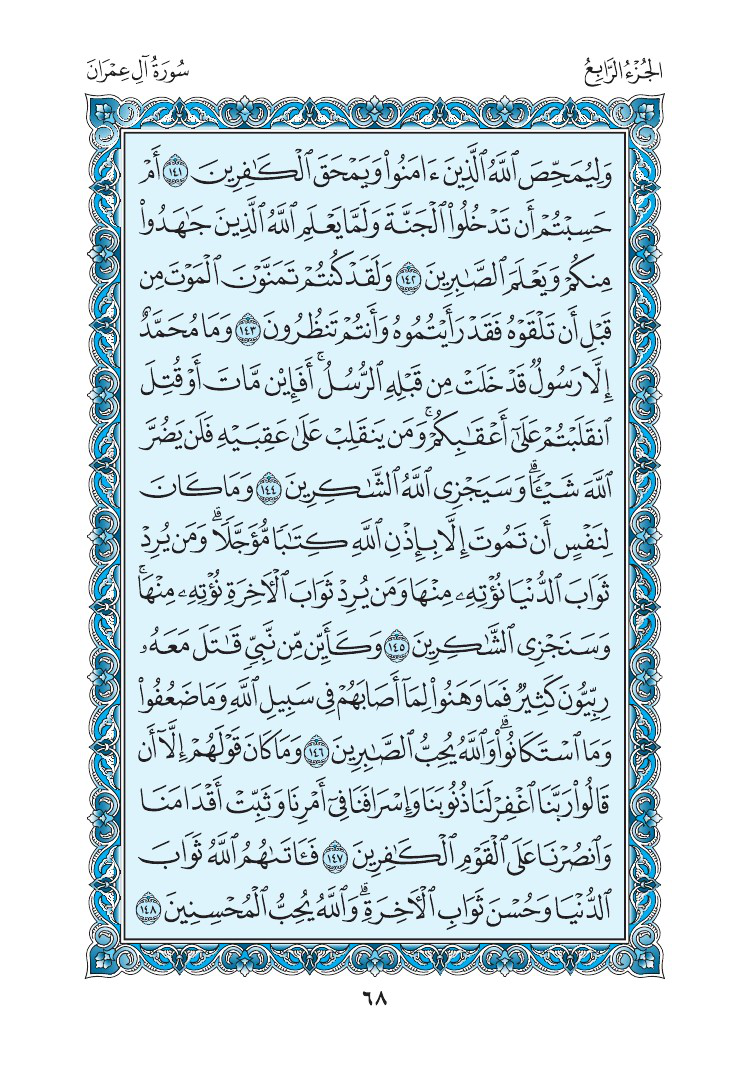 الجُزْءُ الرَّابِعُ
سُورَةُ آلِ عِمْرَانَ
وَلِيُمَحِّصَ ٱللَّهُ ٱلَّذِينَ ءَامَنُوا۟ وَيَمْحَقَ ٱلْكَـٰفِرِينَ ١٤١ أَمْ
حَسِبْتُمْ أَن تَدْخُلُوا۟ ٱلْجَنَّةَ وَلَمَّا يَعْلَمِ ٱللَّهُ ٱلَّذِينَ جَـٰهَدُوا۟
مِنكُمْ وَيَعْلَمَ ٱلصَّـٰبِرِينَ ١٤٢ وَلَقَدْ كُنتُمْ تَمَنَّوْنَ ٱلْمَوْتَ مِن
قَبْلِ أَن تَلْقَوْهُ فَقَدْ رَأَيْتُمُوهُ وَأَنتُمْ تَنظُرُونَ ١٤٣ وَمَا مُحَمَّدٌ
إِلَّا رَسُولٌ قَدْ خَلَتْ مِن قَبْلِهِ ٱلرُّسُلُ ۚ أَفَإِي۟ن مَّاتَ أَوْ قُتِلَ
ٱنقَلَبْتُمْ عَلَىٰٓ أَعْقَـٰبِكُمْ ۚ وَمَن يَنقَلِبْ عَلَىٰ عَقِبَيْهِ فَلَن يَضُرَّ
ٱللَّهَ شَيْـًٔا ۗ وَسَيَجْزِى ٱللَّهُ ٱلشَّـٰكِرِينَ ١٤٤ وَمَا كَانَ
لِنَفْسٍ أَن تَمُوتَ إِلَّا بِإِذْنِ ٱللَّهِ كِتَـٰبًا مُّؤَجَّلًا ۗ وَمَن يُرِدْ
ثَوَابَ ٱلدُّنْيَا نُؤْتِهِۦ مِنْهَا وَمَن يُرِدْ ثَوَابَ ٱلْـَٔاخِرَةِ نُؤْتِهِۦ مِنْهَا ۚ
وَسَنَجْزِى ٱلشَّـٰكِرِينَ ١٤٥ وَكَأَيِّن مِّن نَّبِىٍّ قَـٰتَلَ مَعَهُۥ
رِبِّيُّونَ كَثِيرٌ فَمَا وَهَنُوا۟ لِمَآ أَصَابَهُمْ فِى سَبِيلِ ٱللَّهِ وَمَا ضَعُفُوا۟
وَمَا ٱسْتَكَانُوا۟ ۗ وَٱللَّهُ يُحِبُّ ٱلصَّـٰبِرِينَ ١٤٦ وَمَا كَانَ قَوْلَهُمْ إِلَّآ أَن
قَالُوا۟ رَبَّنَا ٱغْفِرْ لَنَا ذُنُوبَنَا وَإِسْرَافَنَا فِىٓ أَمْرِنَا وَثَبِّتْ أَقْدَامَنَا
وَٱنصُرْنَا عَلَى ٱلْقَوْمِ ٱلْكَـٰفِرِينَ ١٤٧ فَـَٔاتَىٰهُمُ ٱللَّهُ ثَوَابَ
ٱلدُّنْيَا وَحُسْنَ ثَوَابِ ٱلْـَٔاخِرَةِ ۗ وَٱللَّهُ يُحِبُّ ٱلْمُحْسِنِينَ ١٤٨
٦٨